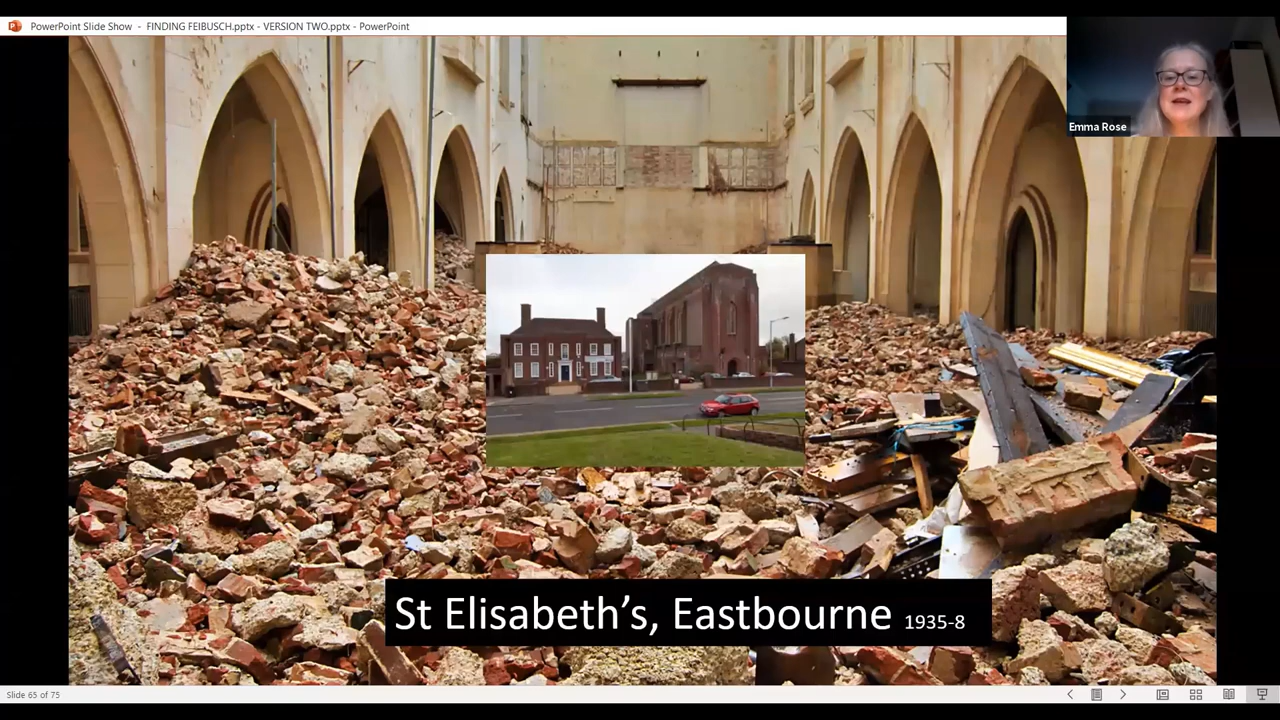 PowerPoint Slide Show - FINDING FEIBUSCH.pptx - VERSION TWO.pptx - PowerPoint
Emma Rose
St Elisabeth's, Eastbourne 1935-8
Slide 65 of 75